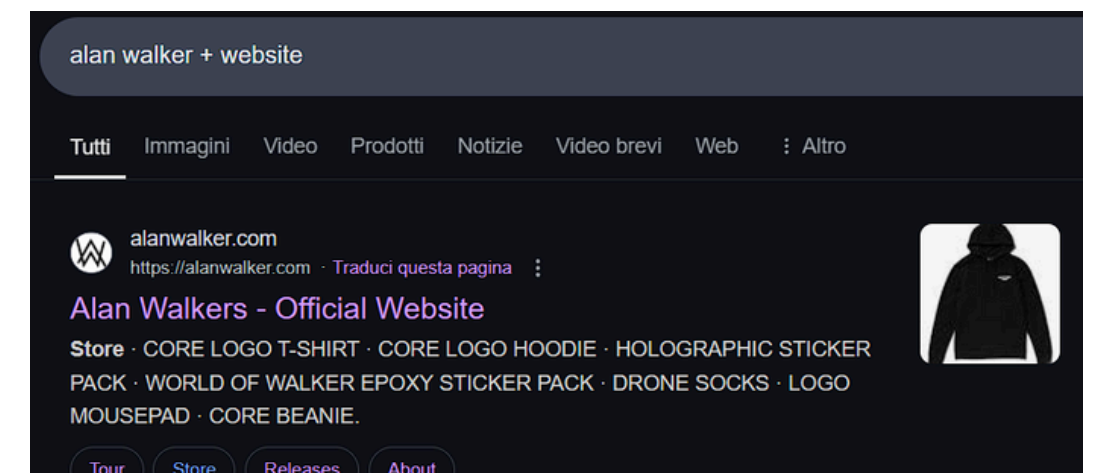 alan walker + website
Tutti Immagini Video Prodotti Notizie Video brevi Web ⋮ Altro
alanwalker.com
https://alanwalker.com · Traduci questa pagina ⋮
Alan Walkers - Official Website
Store · CORE LOGO T-SHIRT · CORE LOGO HOODIE · HOLOGRAPHIC STICKER
PACK · WORLD OF WALKER EPOXY STICKER PACK · DRONE SOCKS · LOGO
MOUSEPAD · CORE BEANIE.
Tour Store Releases About